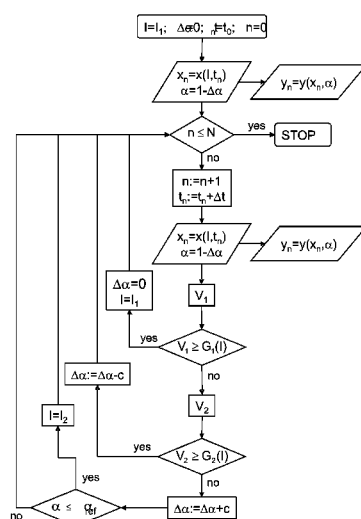 I=I₁; Δα=0; tₙ=t₀; n=0
xₙ=x(I,tₙ)
α=1-Δα
yₙ=y(xₙ,α)
n ≤ N
yes
STOP
no
n:=n+1
tₙ:=tₙ+Δt
xₙ=x(I,tₙ)
α=1-Δα
yₙ=y(xₙ,α)
Δα=0
I=I₁
V₁
yes
V₁ ≥ G₁(I)
no
Δα:=Δα-c
V₂
I=I₂
yes
V₂ ≥ G₂(I)
yes
no
α ≤ αref
no
Δα:=Δα+c